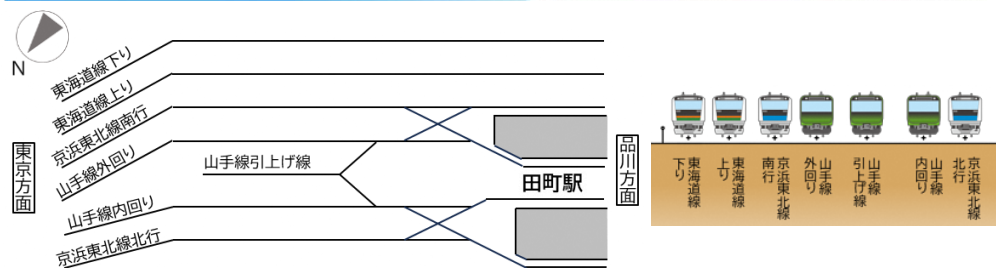 N
東海道線下り
東海道線上り
京浜東北線南行
山手線外回り
東京方面
山手線引上げ線
山手線内回り
京浜東北線北行
田町駅
品川方面
東海道線
下り
東海道線
上り
京浜東北線
南行
山手線
外回り
山手線
引上げ線
山手線
内回り
京浜東北線
北行